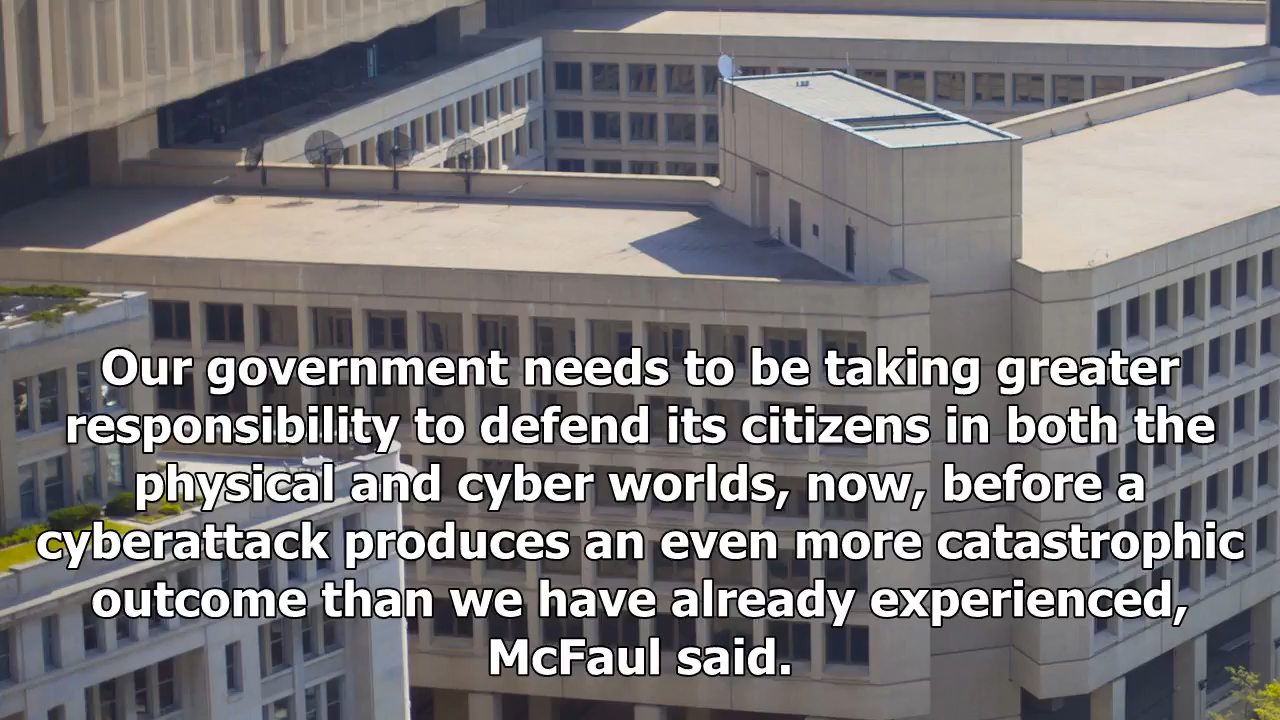 Our government needs to be taking greater
responsibility to defend its citizens in both the
physical and cyber worlds, now, before a
cyberattack produces an even more catastrophic
outcome than we have already experienced,
McFaul said.